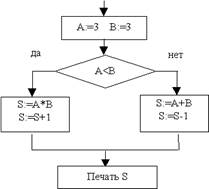 A:=3 B:=3
да
нет
A<B
S:=A*B
S:=S+1
S:=A+B
S:=S-1
Печать S